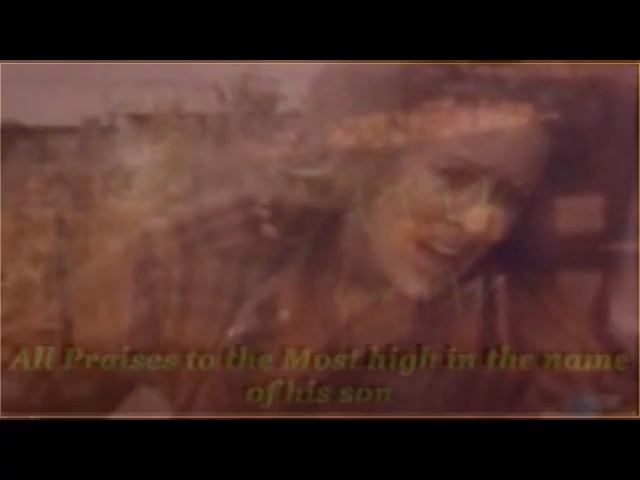 All Praises to the Most high in the name
of his son